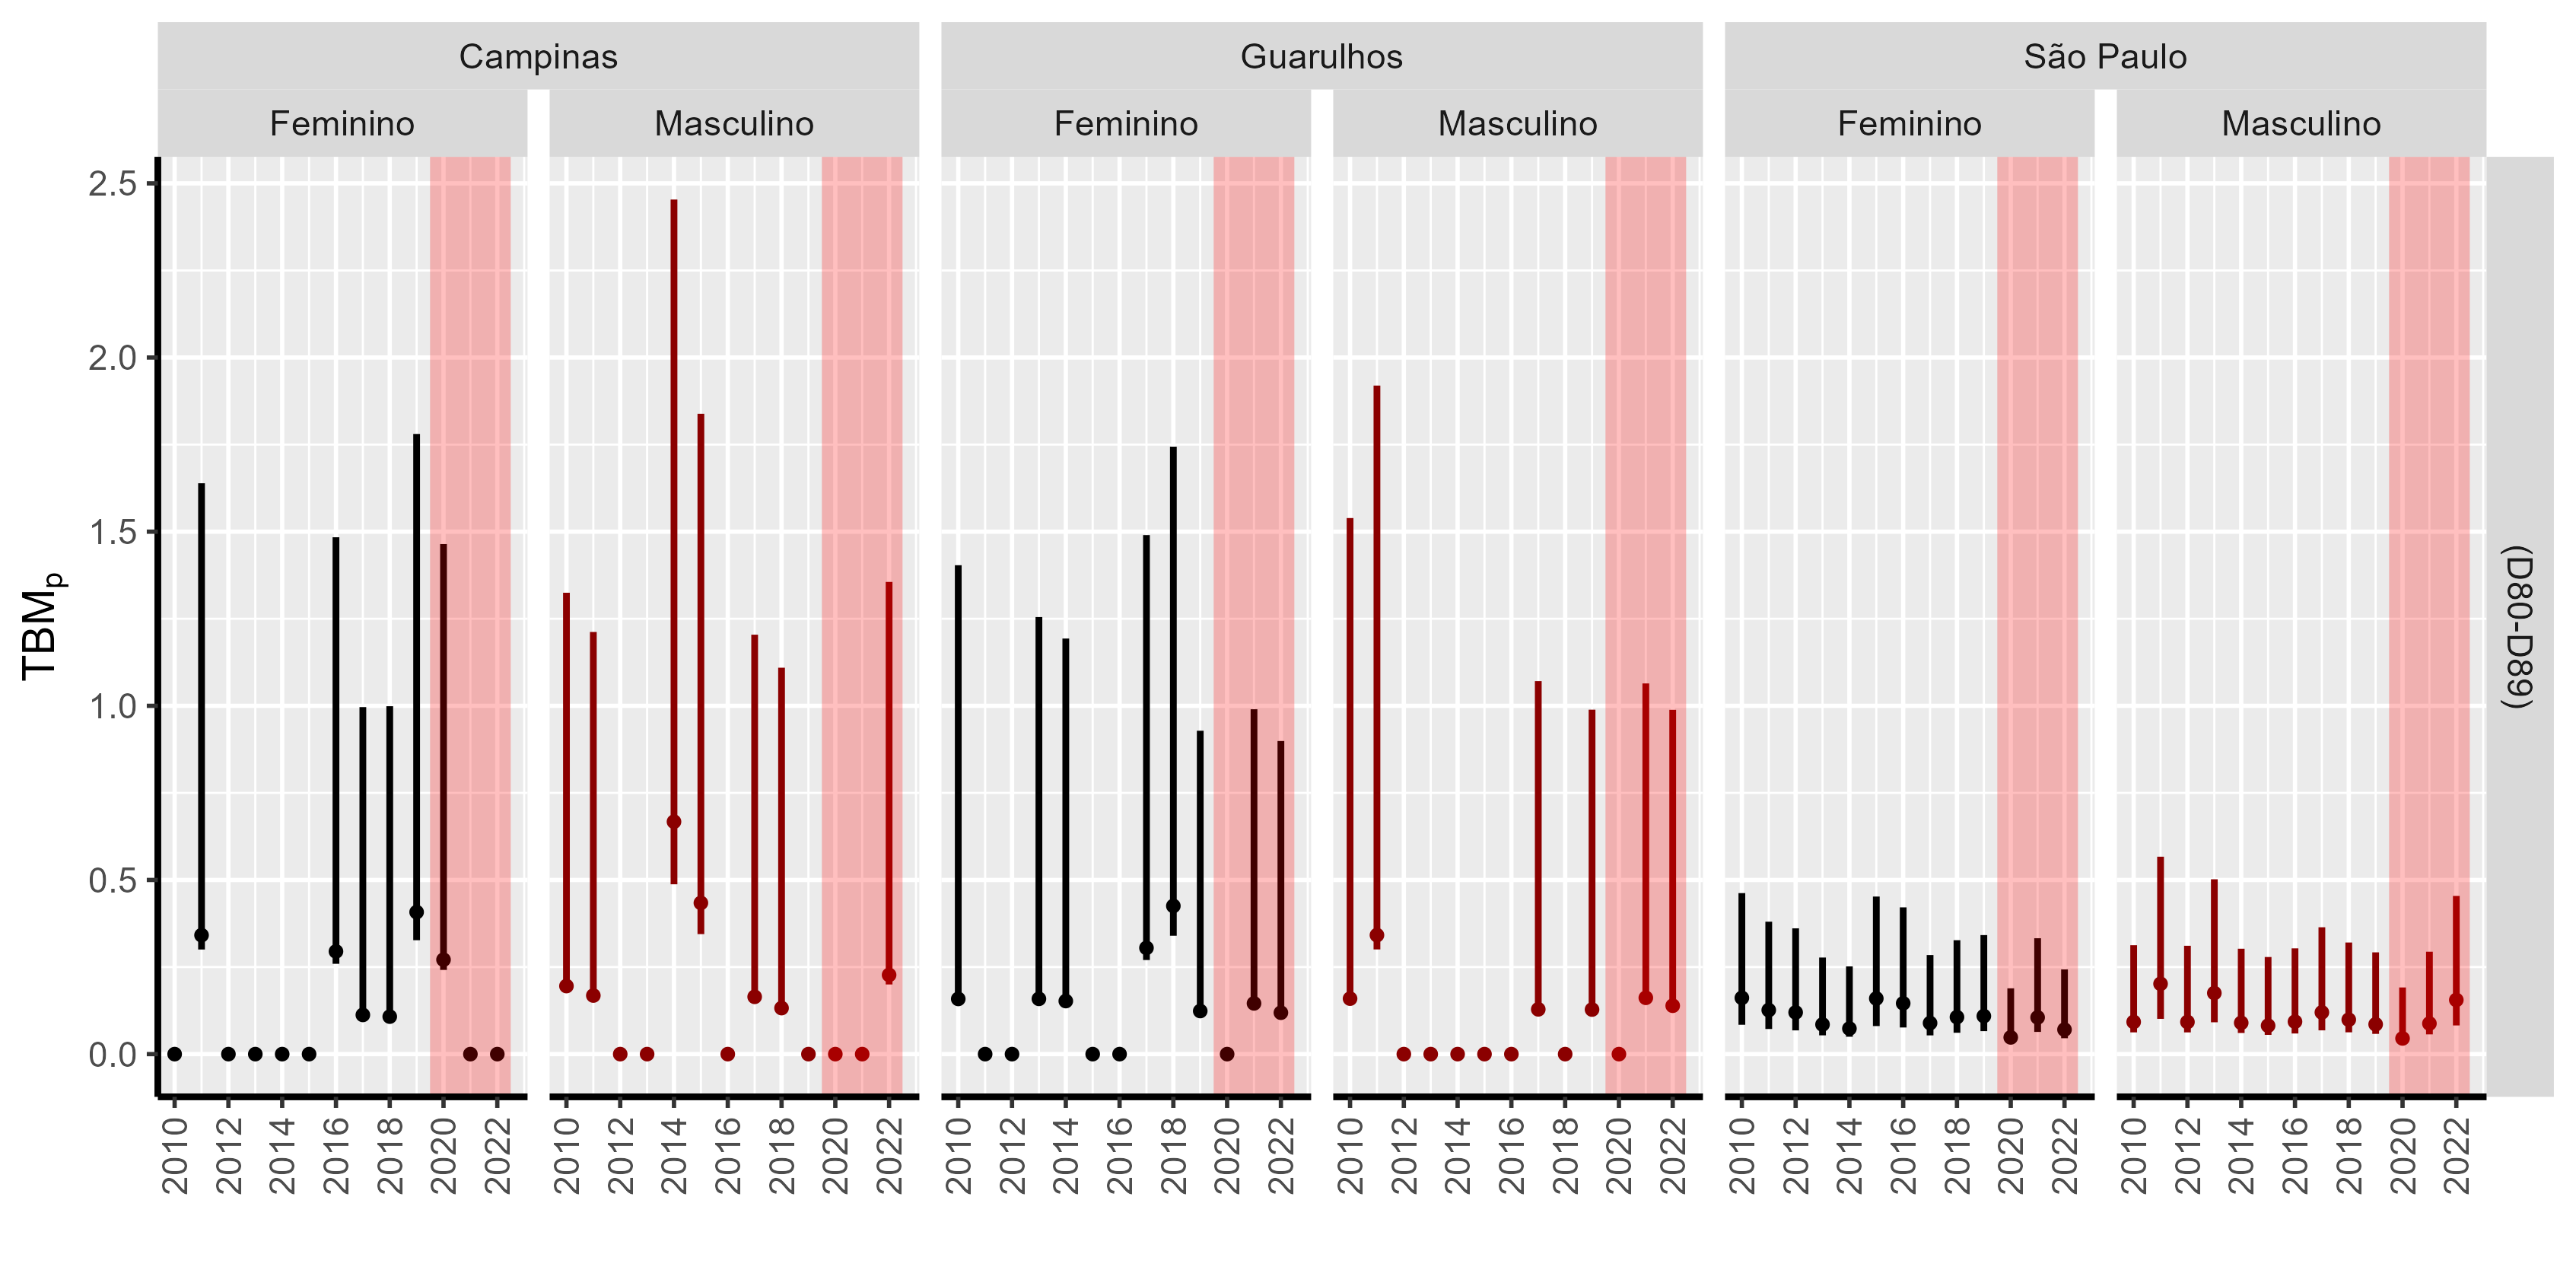 Campinas Guarulhos São Paulo
Feminino Masculino Feminino Masculino Feminino Masculino
2.5
2.0
1.5
1.0
0.5
0.0
TBMp
(D80-D89)
2010 2012 2014 2016 2018 2020 2022 2010 2012 2014 2016 2018 2020 2022 2010 2012 2014 2016 2018 2020 2022 2010 2012 2014 2016 2018 2020 2022 2010 2012 2014 2016 2018 2020 2022 2010 2012 2014 2016 2018 2020 2022